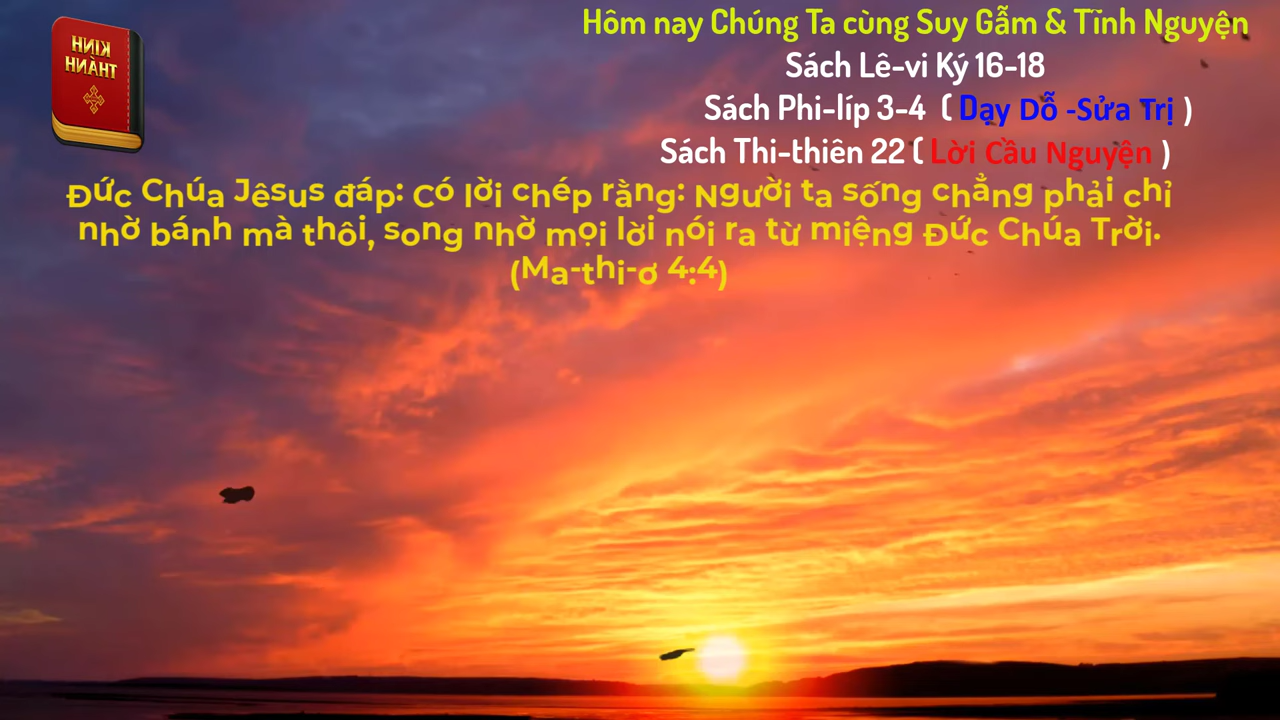 KINH
THÁNH
Hôm nay Chúng Ta cùng Suy Gẫm & Tĩnh Nguyện
Sách Lê-vi Ký 16-18
Sách Phi-líp 3-4 ( Dạy Dỗ -Sửa Trị )
Sách Thi-thiên 22 ( Lời Cầu Nguyện )
Đức Chúa Jêsus đáp: Có lời chép rằng: Người ta sống chẳng phải chỉ
nhờ bánh mà thôi, song nhờ mọi lời nói ra từ miệng Đức Chúa Trời.
(Ma-thi-ơ 4:4)